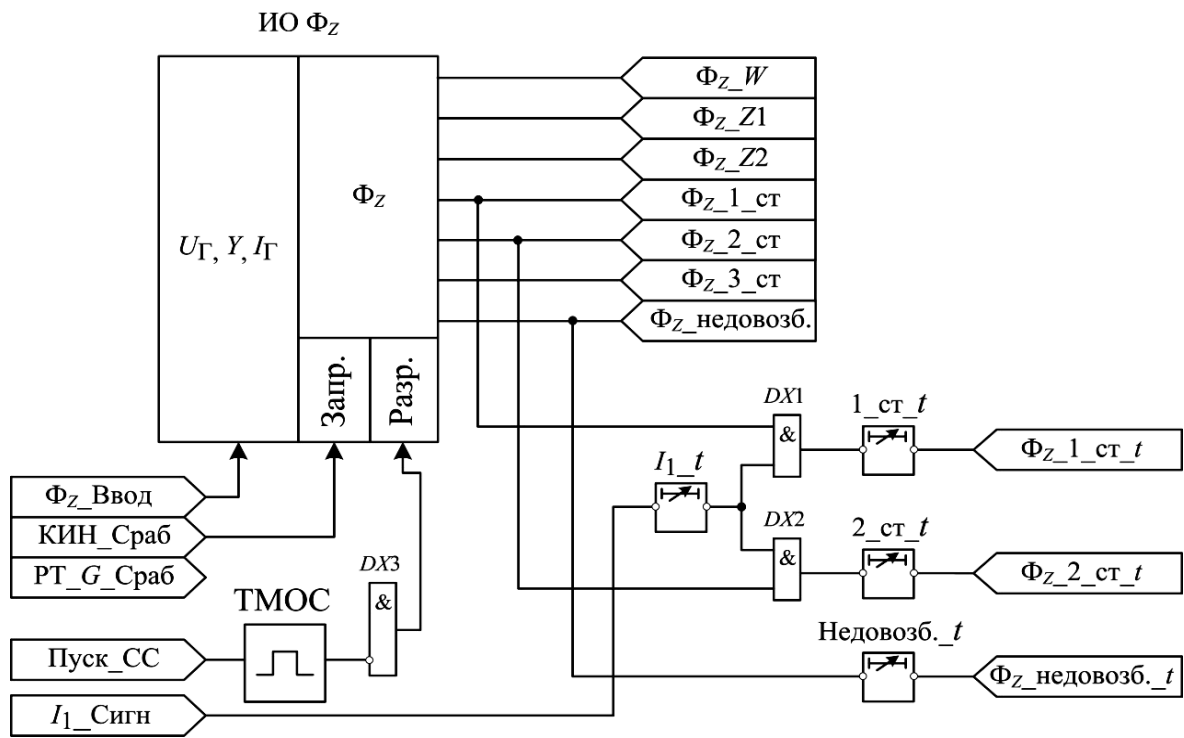 ИО Φ_Z
U_Г, Y, I_Г
Φ_Z
Запр.
Разр.
Φ_Z_W
Φ_Z_Z1
Φ_Z_Z2
Φ_Z_1_ст
Φ_Z_2_ст
Φ_Z_3_ст
Φ_Z_недовозб.
Φ_Z_Ввод
КИН_Сраб
РТ_G_Сраб
Пуск_СС
I_1_Сигн
ТМОС
DX3
&
I_1_t
DX1
&
1_ст_t
Φ_Z_1_ст_t
DX2
&
2_ст_t
Φ_Z_2_ст_t
Недовозб._t
Φ_Z_недовозб._t